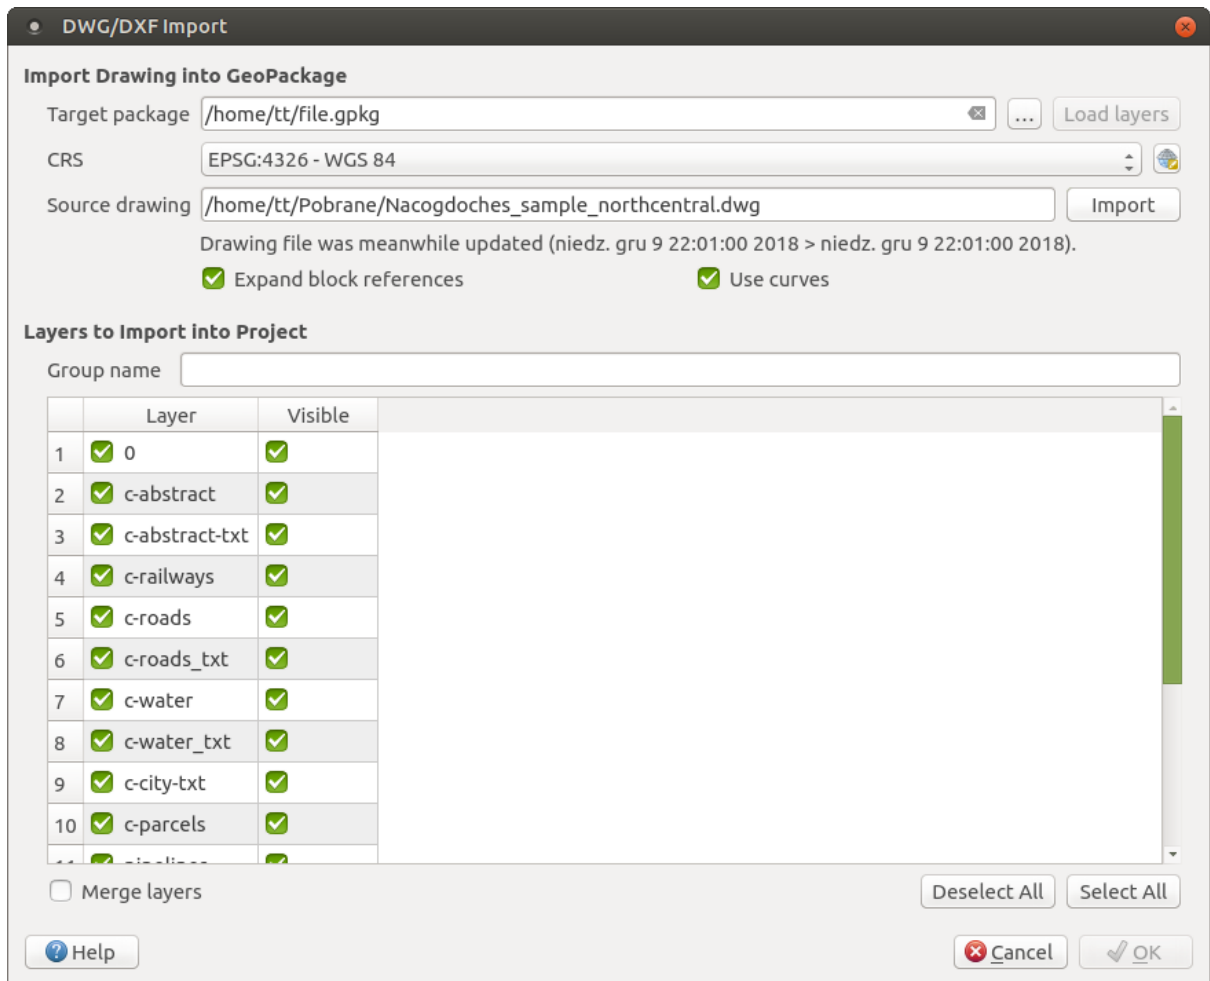 DWG/DXF Import
Import Drawing into GeoPackage
Target package /home/tt/file.gpkg ... Load layers
CRS EPSG:4326 - WGS 84
Source drawing /home/tt/Pobrane/Nacogdoches_sample_northcentral.dwg Import
Drawing file was meanwhile updated (niedz. gru 9 22:01:00 2018 > niedz. gru 9 22:01:00 2018).
Expand block references Use curves
Layers to Import into Project
Group name
Layer Visible
1 0
2 c-abstract
3 c-abstract-txt
4 c-railways
5 c-roads
6 c-roads_txt
7 c-water
8 c-water_txt
9 c-city-txt
10 c-parcels
Merge layers Deselect All Select All
Help Cancel OK